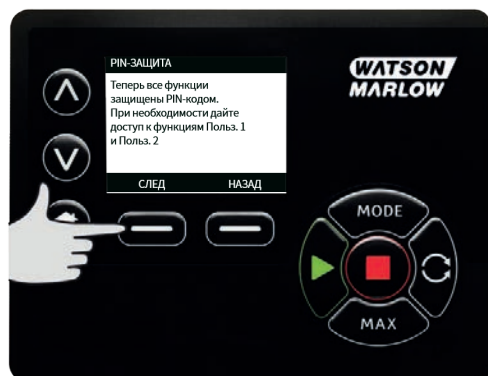 PIN-ЗАЩИТА
WATSON
MARLOW
Теперь все функции
защищены PIN-кодом.
При необходимости дайте
доступ к функциям Польз. 1
и Польз. 2
СЛЕД НАЗАД
MODE
MAX